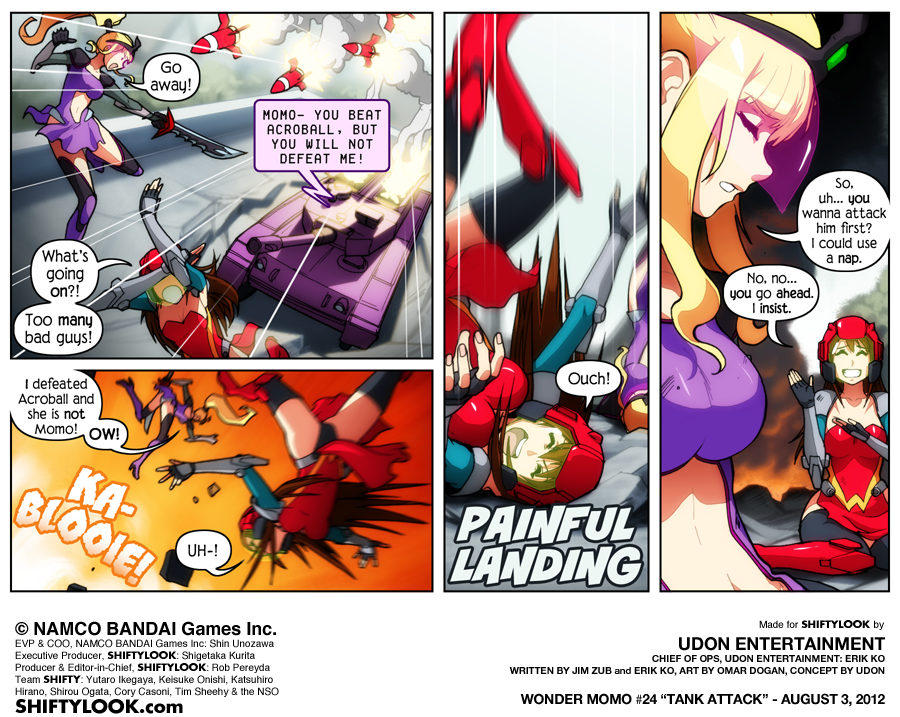 Go
away!
MOMO- YOU BEAT
ACROBALL, BUT
YOU WILL NOT
DEFEAT ME!
What's
going
on?!
Too many
bad guys!
I defeated
Acroball and
she is not
Momo!
OW!
KA-
BLOOIE!
UH-!
Ouch!
PAINFUL
LANDING
So,
uh... you
wanna attack
him first?
I could use
a nap.
No, no...
you go ahead.
I insist.
© NAMCO BANDAI Games Inc.
EVP & COO, NAMCO BANDAI Games Inc: Shin Unozawa
Executive Producer, SHIFTYLOOK: Shigetaka Kurita
Producer & Editor-in-Chief, SHIFTYLOOK: Rob Pereyda
Team SHIFTY: Yutaro Ikegaya, Keisuke Onishi, Katsuhiro
Hirano, Shirou Ogata, Cory Casoni, Tim Sheehy & the NSO
SHIFTYLOOK.com
Made for SHIFTYLOOK by
UDON ENTERTAINMENT
CHIEF OF OPS, UDON ENTERTAINMENT: ERIK KO
WRITTEN BY JIM ZUB and ERIK KO, ART BY OMAR DOGAN, CONCEPT BY UDON
WONDER MOMO #24 “TANK ATTACK” - AUGUST 3, 2012